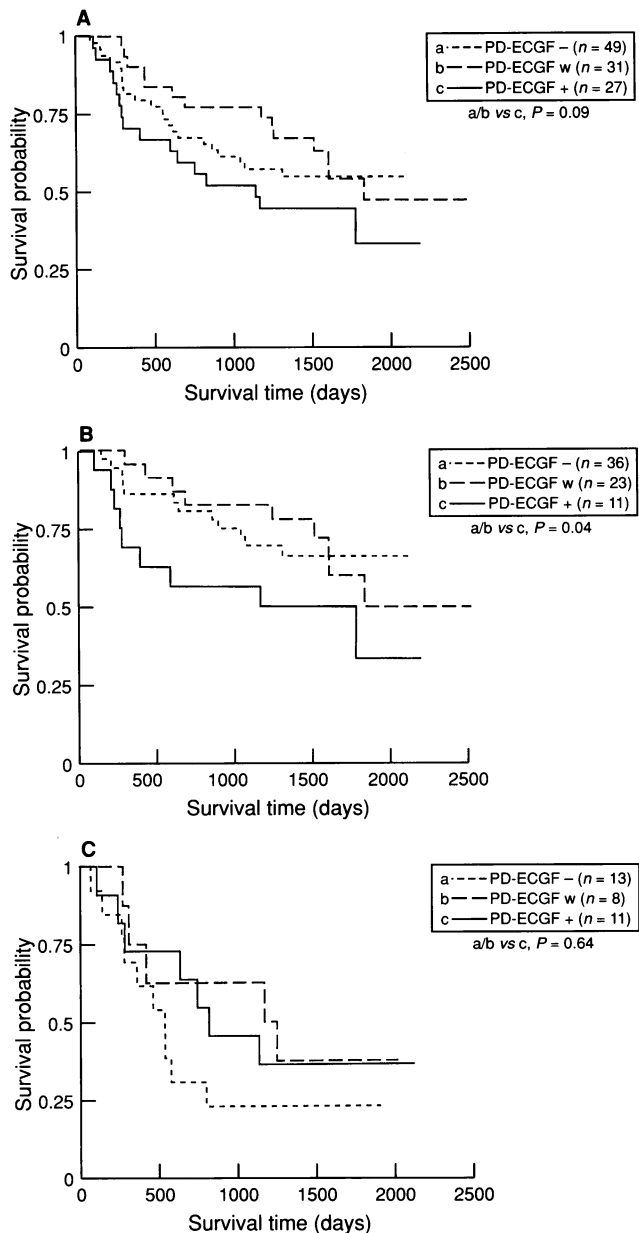 A
a PD-ECGF – (n = 49)
b PD-ECGF w (n = 31)
c PD-ECGF + (n = 27)
a/b vs c, P = 0.09
Survival probability
1
0.75
0.5
0.25
0
0 500 1000 1500 2000 2500
Survival time (days)
B
a PD-ECGF – (n = 36)
b PD-ECGF w (n = 23)
c PD-ECGF + (n = 11)
a/b vs c, P = 0.04
Survival probability
1
0.75
0.5
0.25
0
0 500 1000 1500 2000 2500
Survival time (days)
C
a PD-ECGF – (n = 13)
b PD-ECGF w (n = 8)
c PD-ECGF + (n = 11)
a/b vs c, P = 0.64
Survival probability
1
0.75
0.5
0.25
0
0 500 1000 1500 2000 2500
Survival time (days)